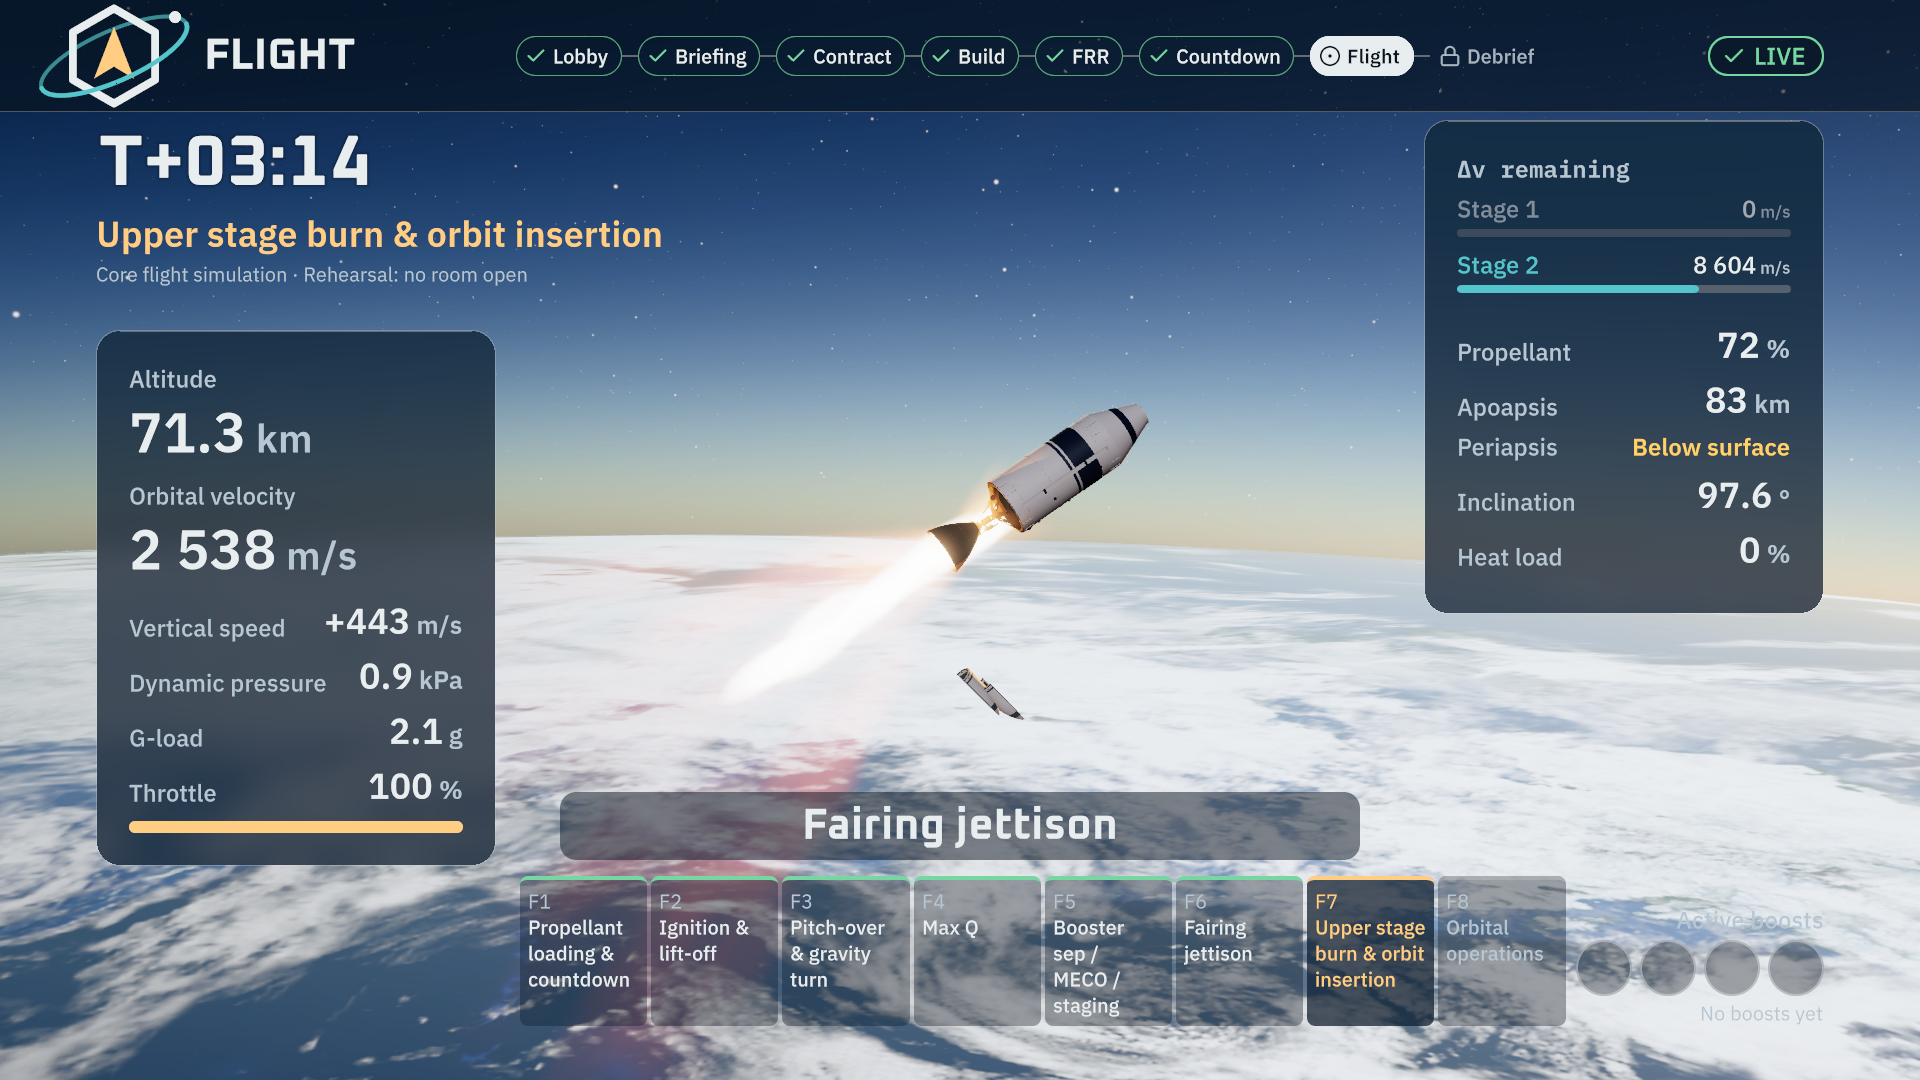 FLIGHT
Lobby
Briefing
Contract
Build
FRR
Countdown
Flight
Debrief
LIVE
T+03:14
Upper stage burn & orbit insertion
Core flight simulation · Rehearsal: no room open
Altitude
71.3 km
Orbital velocity
2 538 m/s
Vertical speed +443 m/s
Dynamic pressure 0.9 kPa
G-load 2.1 g
Throttle 100 %
Δv remaining
Stage 1 0 m/s
Stage 2 8 604 m/s
Propellant 72 %
Apoapsis 83 km
Periapsis Below surface
Inclination 97.6 °
Heat load 0 %
Fairing jettison
F1
Propellant
loading &
countdown
F2
Ignition &
lift-off
F3
Pitch-over
& gravity
turn
F4
Max Q
F5
Booster
sep /
MECO /
staging
F6
Fairing
jettison
F7
Upper stage
burn & orbit
insertion
F8
Orbital
operations
Active boosts
No boosts yet